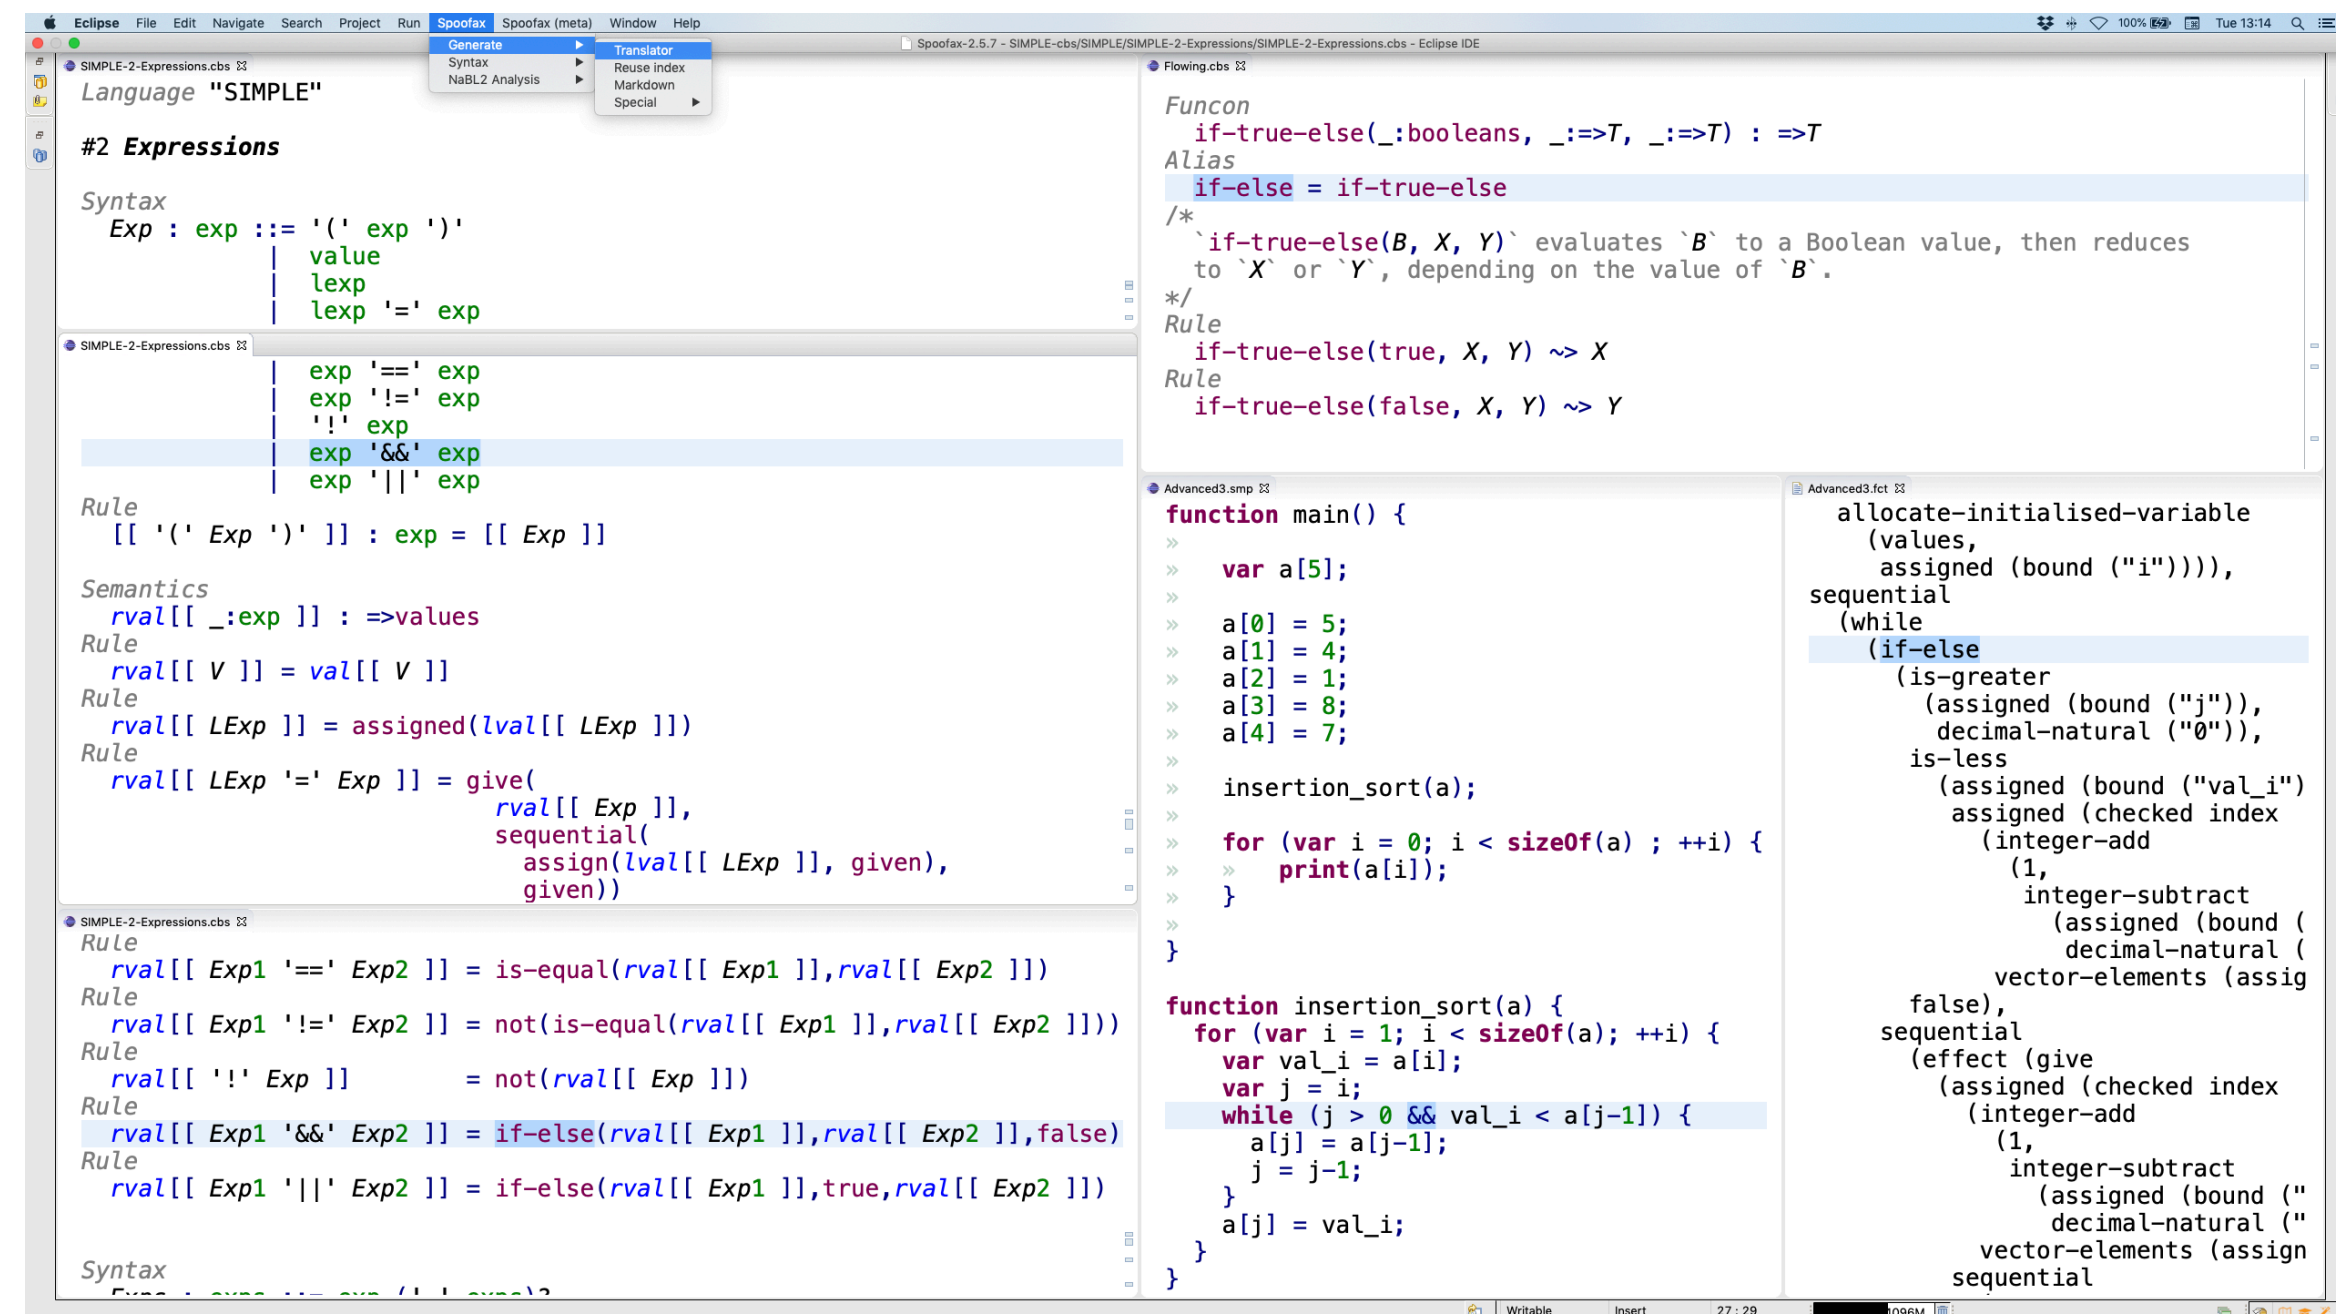 Eclipse File Edit Navigate Search Project Run Spoofax Spoofax (meta) Window Help
100% Tue 13:14
Spoofax-2.5.7 - SIMPLE-cbs/SIMPLE/SIMPLE-2-Expressions/SIMPLE-2-Expressions.cbs - Eclipse IDE
Generate
Syntax
NaBL2 Analysis
Translator
Reuse index
Markdown
Special
SIMPLE-2-Expressions.cbs
Language "SIMPLE"
#2 Expressions
Syntax
Exp : exp ::= '(' exp ')'
| value
| lexp
| lexp '=' exp
SIMPLE-2-Expressions.cbs
| exp '==' exp
| exp '!=' exp
| '!' exp
| exp '&&' exp
| exp '||' exp
Rule
[[ '(' Exp ')' ]] : exp = [[ Exp ]]
Semantics
rval[[ _:exp ]] : =>values
Rule
rval[[ V ]] = val[[ V ]]
Rule
rval[[ LExp ]] = assigned(lval[[ LExp ]])
Rule
rval[[ LExp '=' Exp ]] = give(
rval[[ Exp ]],
sequential(
assign(lval[[ LExp ]], given),
given))
SIMPLE-2-Expressions.cbs
Rule
rval[[ Exp1 '==' Exp2 ]] = is-equal(rval[[ Exp1 ]],rval[[ Exp2 ]])
Rule
rval[[ Exp1 '!=' Exp2 ]] = not(is-equal(rval[[ Exp1 ]],rval[[ Exp2 ]]))
Rule
rval[[ '!' Exp ]] = not(rval[[ Exp ]])
Rule
rval[[ Exp1 '&&' Exp2 ]] = if-else(rval[[ Exp1 ]],rval[[ Exp2 ]],false)
Rule
rval[[ Exp1 '||' Exp2 ]] = if-else(rval[[ Exp1 ]],true,rval[[ Exp2 ]])
Syntax
Flowing.cbs
Funcon
if-true-else(_:booleans, _:=>T, _:=>T) : =>T
Alias
if-else = if-true-else
/*
`if-true-else(B, X, Y)` evaluates `B` to a Boolean value, then reduces
to `X` or `Y`, depending on the value of `B`.
*/
Rule
if-true-else(true, X, Y) ~> X
Rule
if-true-else(false, X, Y) ~> Y
Advanced3.smp
function main() {
»
» var a[5];
»
» a[0] = 5;
» a[1] = 4;
» a[2] = 1;
» a[3] = 8;
» a[4] = 7;
»
» insertion_sort(a);
»
» for (var i = 0; i < sizeOf(a) ; ++i) {
» » print(a[i]);
» }
»
}
function insertion_sort(a) {
for (var i = 1; i < sizeOf(a); ++i) {
var val_i = a[i];
var j = i;
while (j > 0 && val_i < a[j-1]) {
a[j] = a[j-1];
j = j-1;
}
a[j] = val_i;
}
}
Advanced3.fct
allocate-initialised-variable
(values,
assigned (bound ("i")))),
sequential
(while
(if-else
(is-greater
(assigned (bound ("j")),
decimal-natural ("0")),
is-less
(assigned (bound ("val_i")
assigned (checked index
(integer-add
(1,
integer-subtract
(assigned (bound (
decimal-natural (
vector-elements (assig
false),
sequential
(effect (give
(assigned (checked index
(integer-add
(1,
integer-subtract
(assigned (bound ("
decimal-natural ("
vector-elements (assign
sequential
Writable Insert 27 : 29